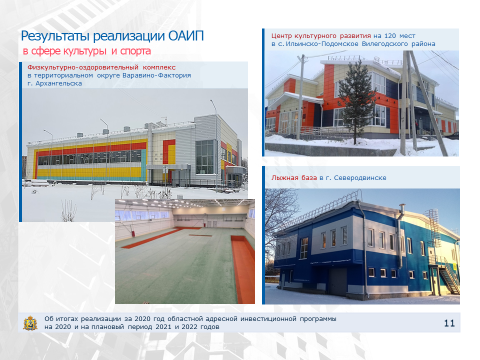 Результаты реализации ОАИП
в сфере культуры и спорта
Физкультурно-оздоровительный комплекс
в территориальном округе Варавино-Фактория
г. Архангельска
Центр культурного развития на 120 мест
в с.Ильинско-Подомское Вилегодского района
Лыжная база в г. Северодвинске
Об итогах реализации за 2020 год областной адресной инвестиционной программы
на 2020 и на плановый период 2021 и 2022 годов
11